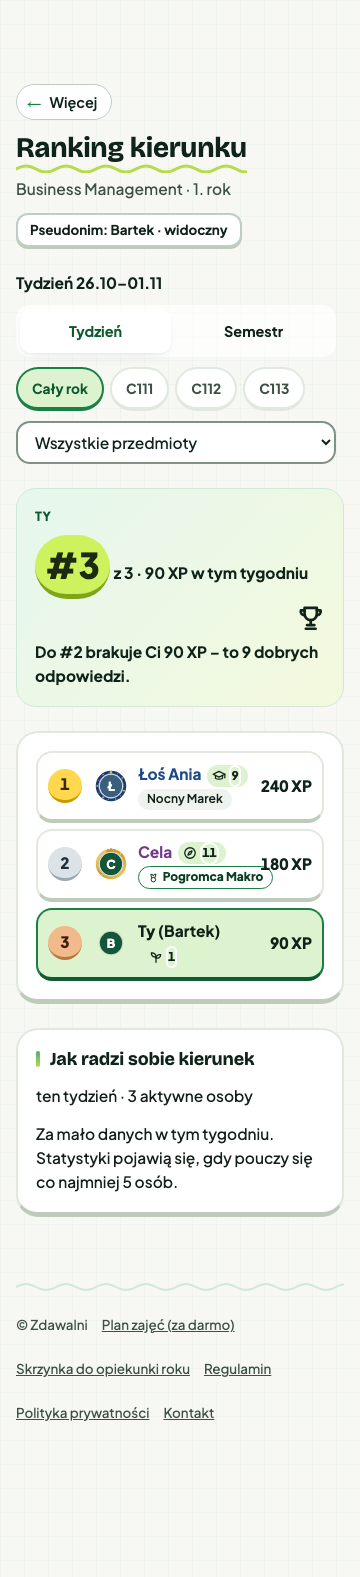 ← Więcej
Ranking kierunku
Business Management · 1. rok
Pseudonim: Bartek · widoczny
Tydzień 26.10–01.11
Tydzień Semestr
Cały rok C111 C112 C113
Wszystkie przedmioty
TY
#3 z 3 · 90 XP w tym tygodniu
Do #2 brakuje Ci 90 XP – to 9 dobrych
odpowiedzi.
1 Ł Łoś Ania 9 240 XP
Nocny Marek
2 C Cela 11 180 XP
Pogromca Makro
3 B Ty (Bartek) 90 XP
1
Jak radzi sobie kierunek
ten tydzień · 3 aktywne osoby
Za mało danych w tym tygodniu.
Statystyki pojawią się, gdy pouczy się
co najmniej 5 osób.
© Zdawalni Plan zajęć (za darmo)
Skrzynka do opiekunki roku Regulamin
Polityka prywatności Kontakt